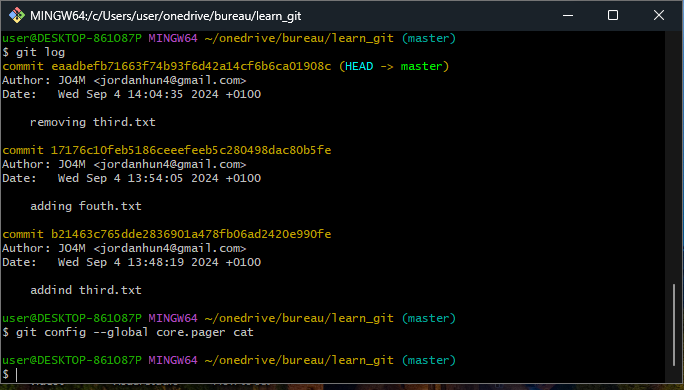 MINGW64:/c/Users/user/onedrive/bureau/learn_git
user@DESKTOP-861O87P MINGW64 ~/onedrive/bureau/learn_git (master)
$ git log
commit eaadbefb71663f74b93f6d42a14cf6b6ca01908c (HEAD -> master)
Author: JO4M <jordanhun4@gmail.com>
Date:   Wed Sep 4 14:04:35 2024 +0100
    removing third.txt
commit 17176c10feb5186ceeefeeb5c280498dac80b5fe
Author: JO4M <jordanhun4@gmail.com>
Date:   Wed Sep 4 13:54:05 2024 +0100
    adding fouth.txt
commit b21463c765dde2836901a478fb06ad2420e990fe
Author: JO4M <jordanhun4@gmail.com>
Date:   Wed Sep 4 13:48:19 2024 +0100
    addind third.txt
user@DESKTOP-861O87P MINGW64 ~/onedrive/bureau/learn_git (master)
$ git config --global core.pager cat
user@DESKTOP-861O87P MINGW64 ~/onedrive/bureau/learn_git (master)
$